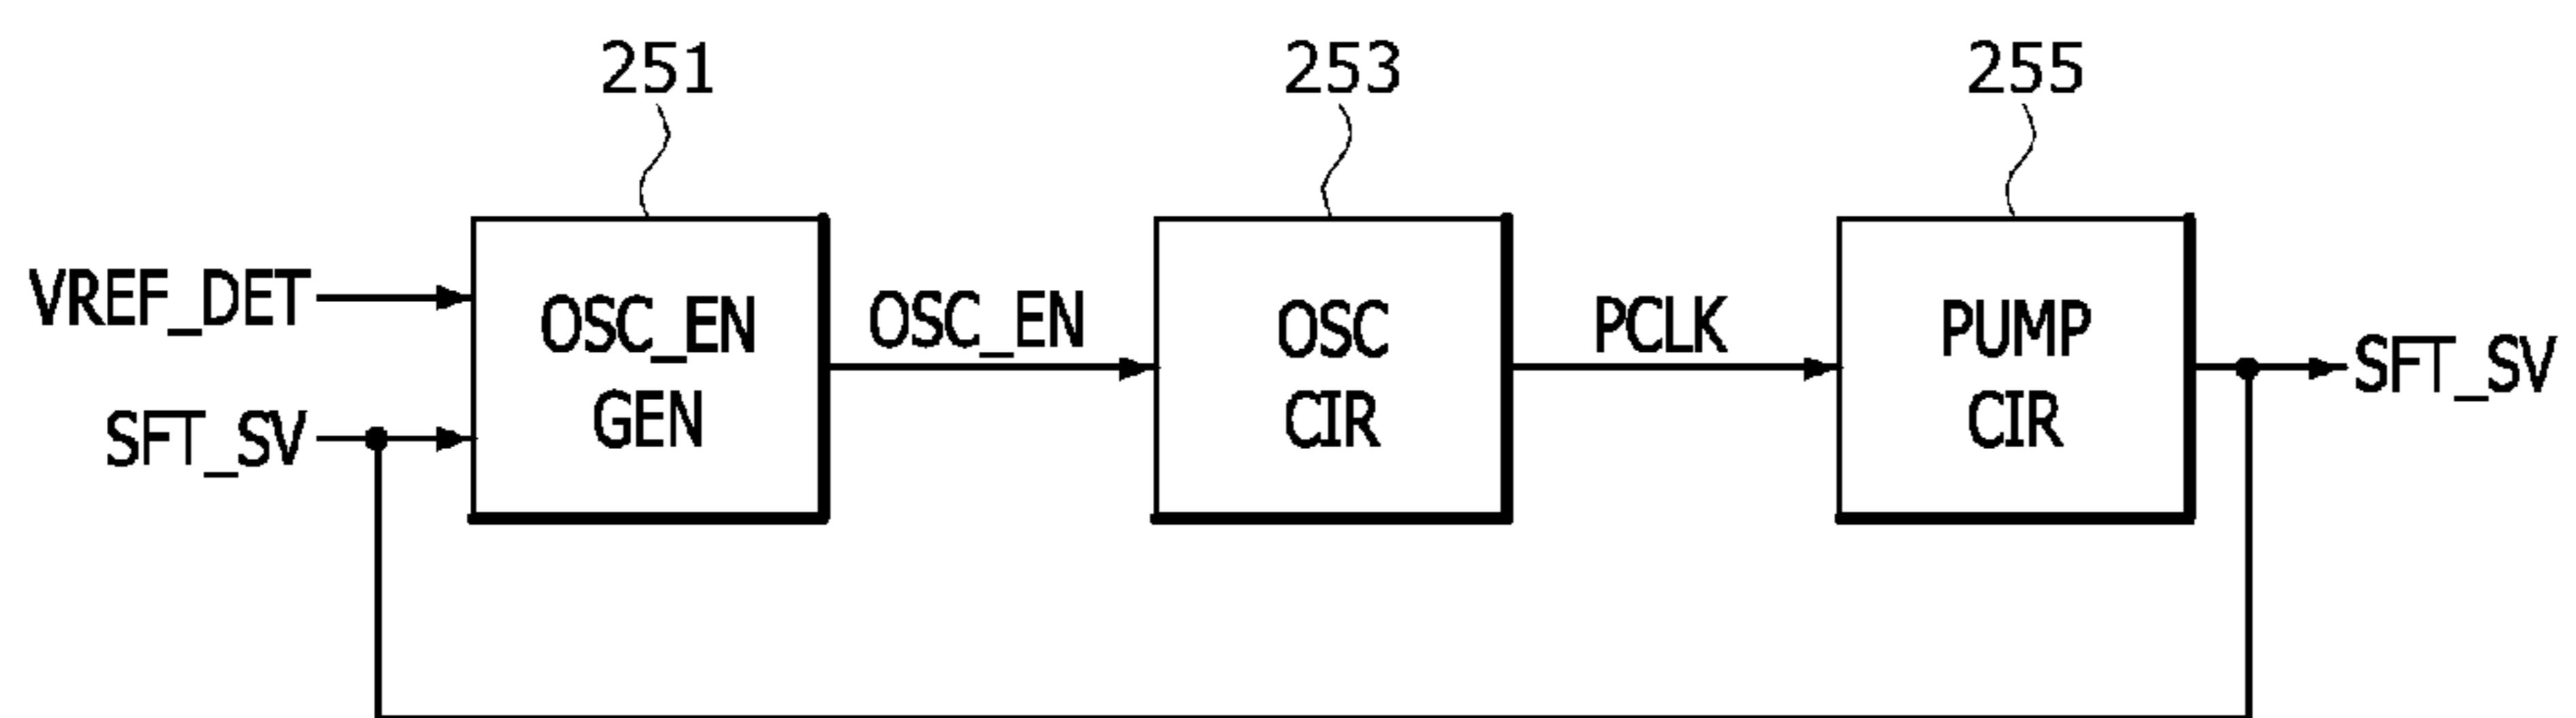 251
253
255
VREF_DET
SFT_SV
OSC_EN
GEN
OSC_EN
OSC
CIR
PCLK
PUMP
CIR
SFT_SV